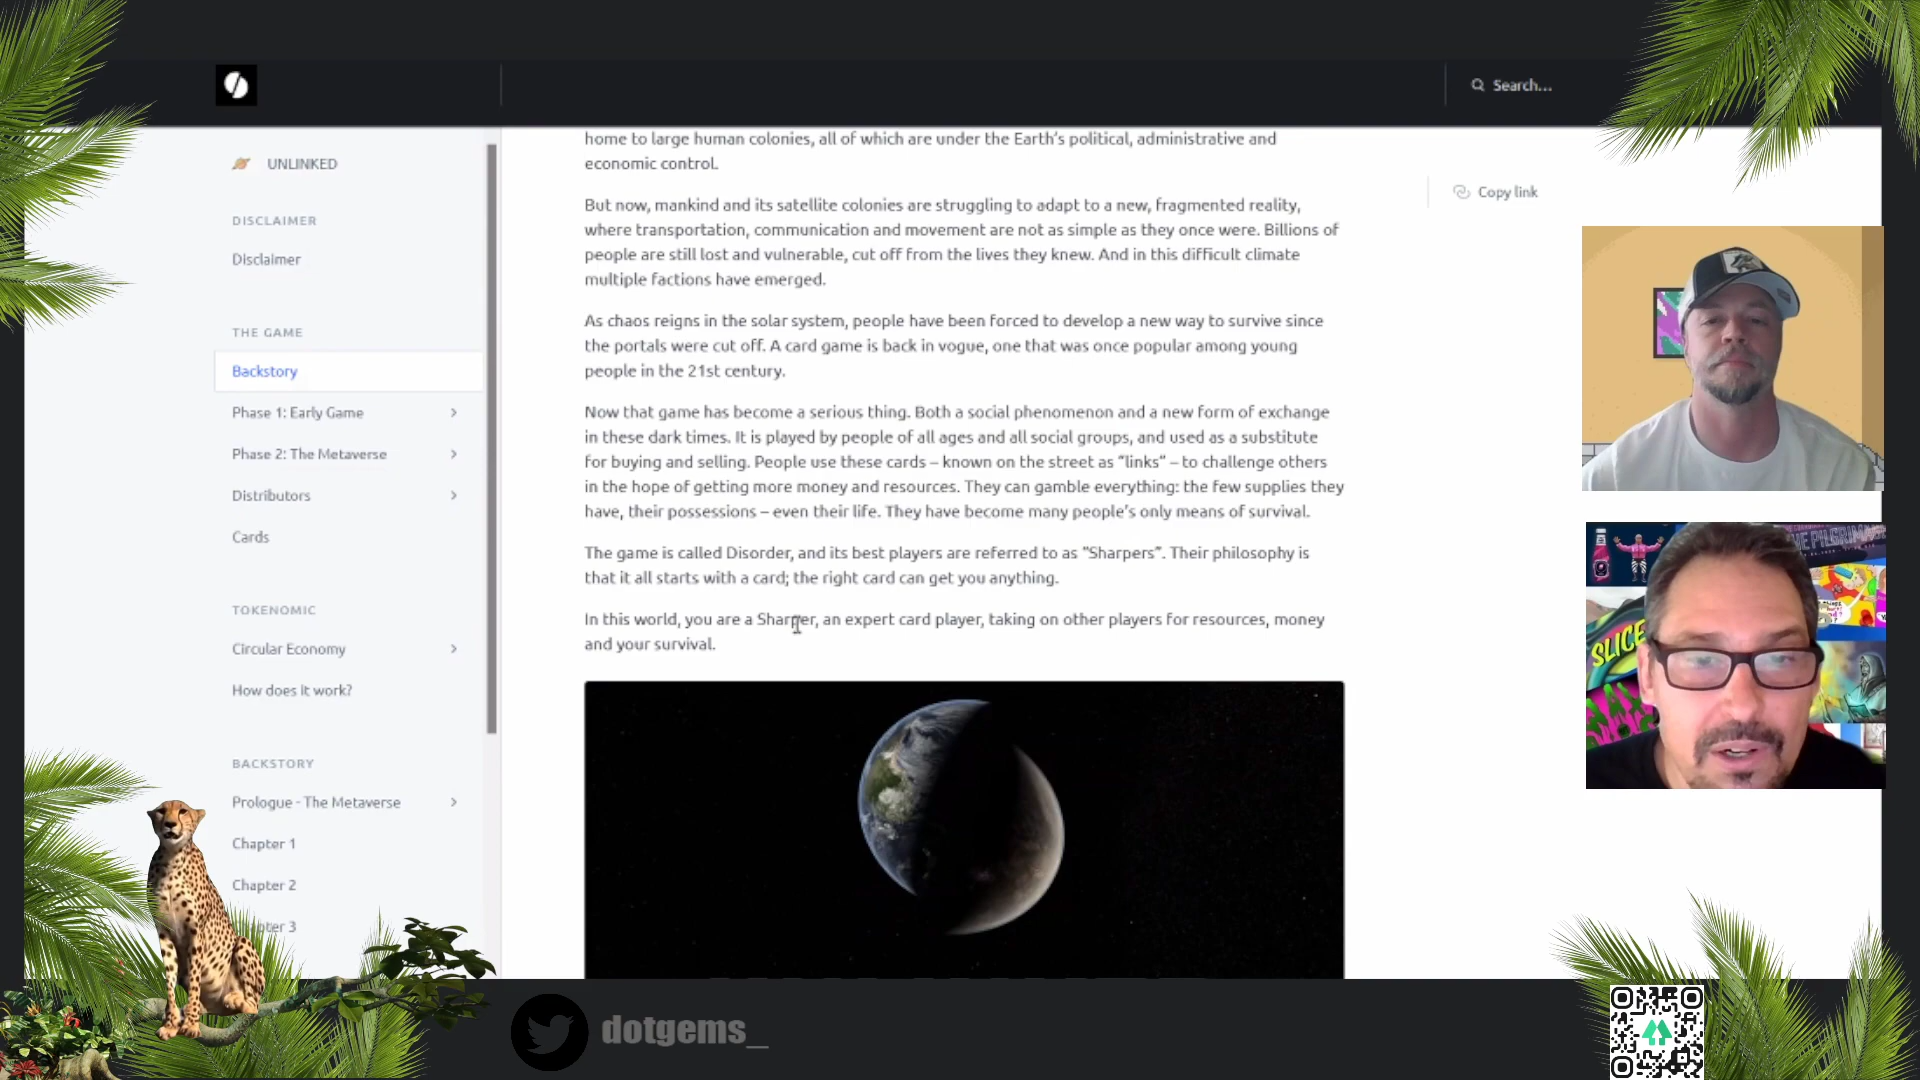 Search...
UNLINKED
DISCLAIMER
Disclaimer
THE GAME
Backstory
Phase 1: Early Game
Phase 2: The Metaverse
Distributors
Cards
TOKENOMIC
Circular Economy
How does it work?
BACKSTORY
Prologue - The Metaverse
Chapter 1
Chapter 2
pter 3
home to large human colonies, all of which are under the Earth's political, administrative and
economic control.
But now, mankind and its satellite colonies are struggling to adapt to a new, fragmented reality,
where transportation, communication and movement are not as simple as they once were. Billions of
people are still lost and vulnerable, cut off from the lives they knew. And in this difficult climate
multiple factions have emerged.
As chaos reigns in the solar system, people have been forced to develop a new way to survive since
the portals were cut off. A card game is back in vogue, one that was once popular among young
people in the 21st century.
Now that game has become a serious thing. Both a social phenomenon and a new form of exchange
in these dark times. It is played by people of all ages and all social groups, and used as a substitute
for buying and selling. People use these cards – known on the street as “links” – to challenge others
in the hope of getting more money and resources. They can gamble everything: the few supplies they
have, their possessions – even their life. They have become many people's only means of survival.
The game is called Disorder, and its best players are referred to as “Sharpers”. Their philosophy is
that it all starts with a card; the right card can get you anything.
In this world, you are a Sharper, an expert card player, taking on other players for resources, money
and your survival.
Copy link
THE PILGRIMAGE
SLICE
dotgems_